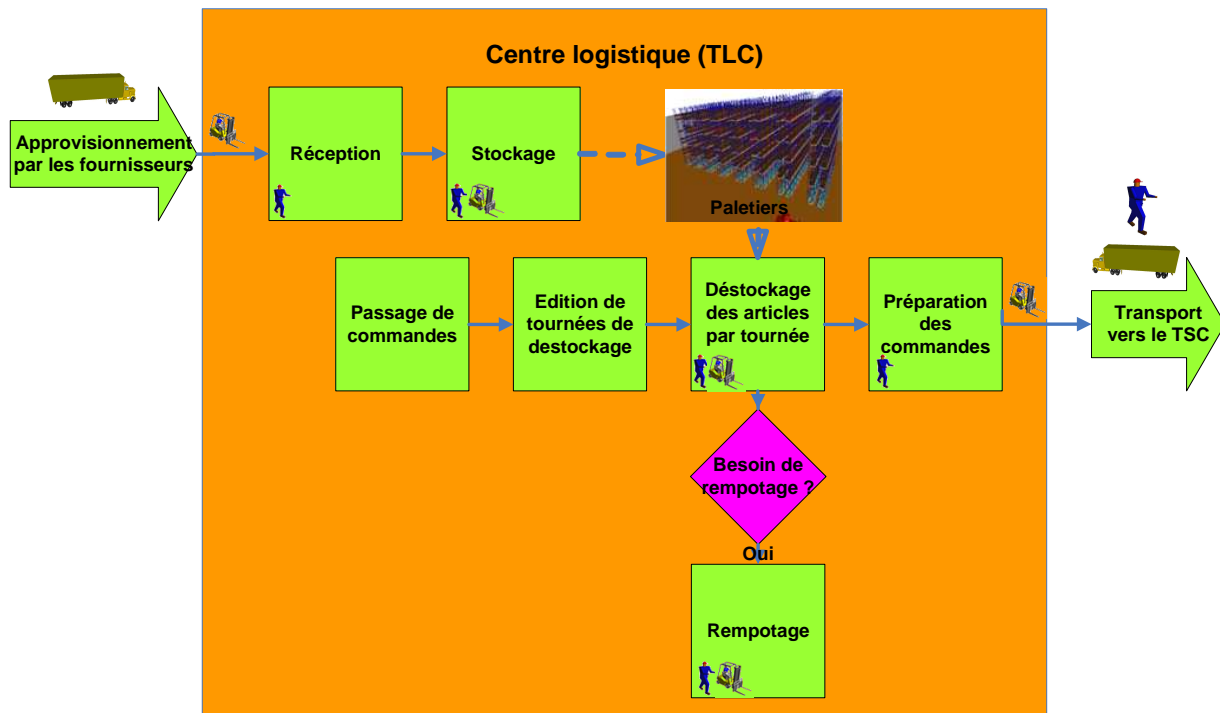 Centre logistique (TLC)
Approvisionnement
par les fournisseurs
Réception
Stockage
Paletiers
Passage de
commandes
Edition de
tournées de
destockage
Déstockage
des articles
par tournée
Préparation
des
commandes
Transport
vers le TSC
Besoin de
rempotage ?
Oui
Rempotage